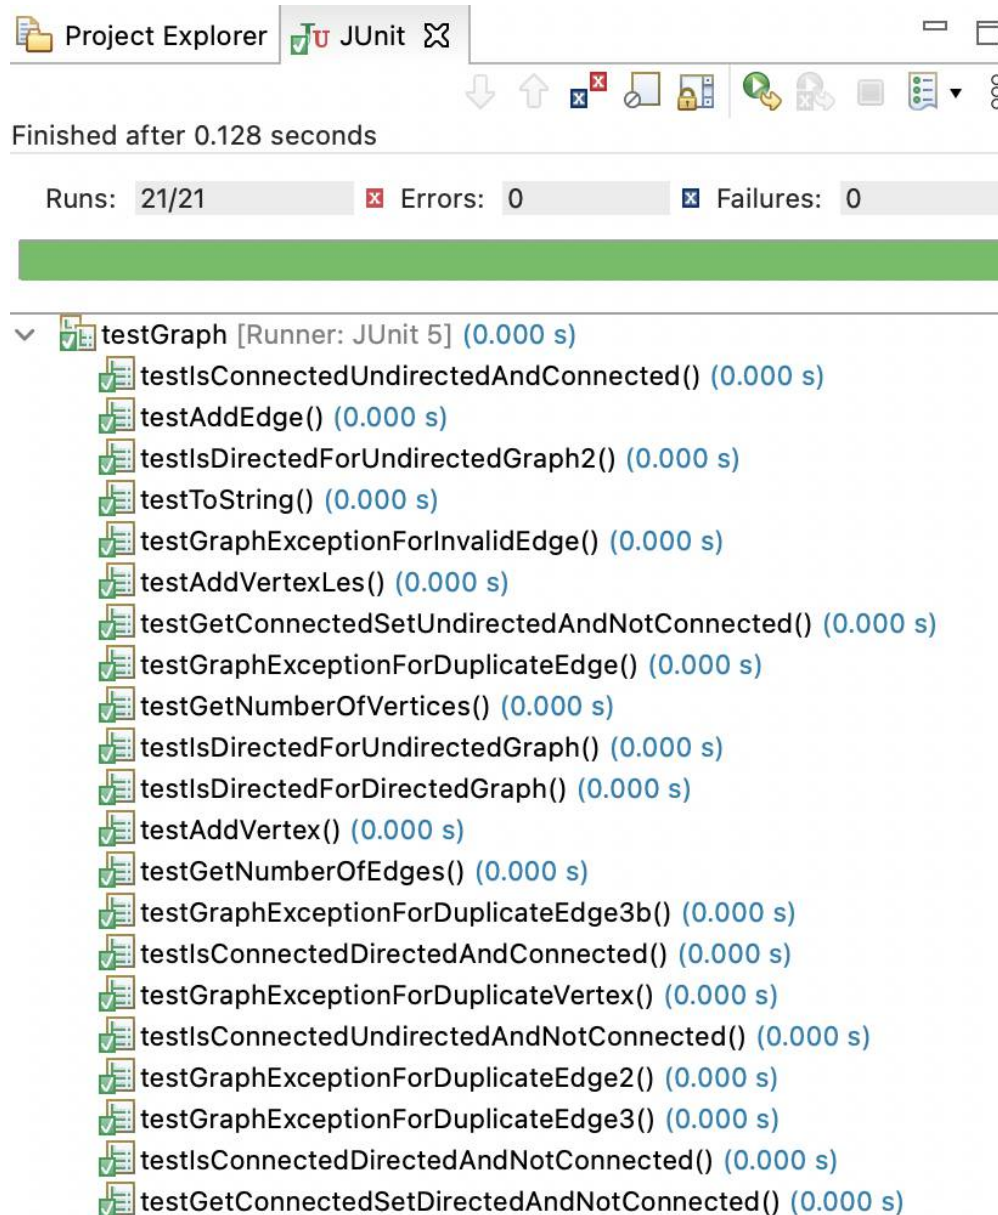 Project Explorer JUnit
Finished after 0.128 seconds
Runs: 21/21 Errors: 0 Failures: 0
testGraph [Runner: JUnit 5] (0.000 s)
testIsConnectedUndirectedAndConnected() (0.000 s)
testAddEdge() (0.000 s)
testIsDirectedForUndirectedGraph2() (0.000 s)
testToString() (0.000 s)
testGraphExceptionForInvalidEdge() (0.000 s)
testAddVertexLes() (0.000 s)
testGetConnectedSetUndirectedAndNotConnected() (0.000 s)
testGraphExceptionForDuplicateEdge() (0.000 s)
testGetNumberOfVertices() (0.000 s)
testIsDirectedForUndirectedGraph() (0.000 s)
testIsDirectedForDirectedGraph() (0.000 s)
testAddVertex() (0.000 s)
testGetNumberOfEdges() (0.000 s)
testGraphExceptionForDuplicateEdge3b() (0.000 s)
testIsConnectedDirectedAndConnected() (0.000 s)
testGraphExceptionForDuplicateVertex() (0.000 s)
testIsConnectedUndirectedAndNotConnected() (0.000 s)
testGraphExceptionForDuplicateEdge2() (0.000 s)
testGraphExceptionForDuplicateEdge3() (0.000 s)
testIsConnectedDirectedAndNotConnected() (0.000 s)
testGetConnectedSetDirectedAndNotConnected() (0.000 s)